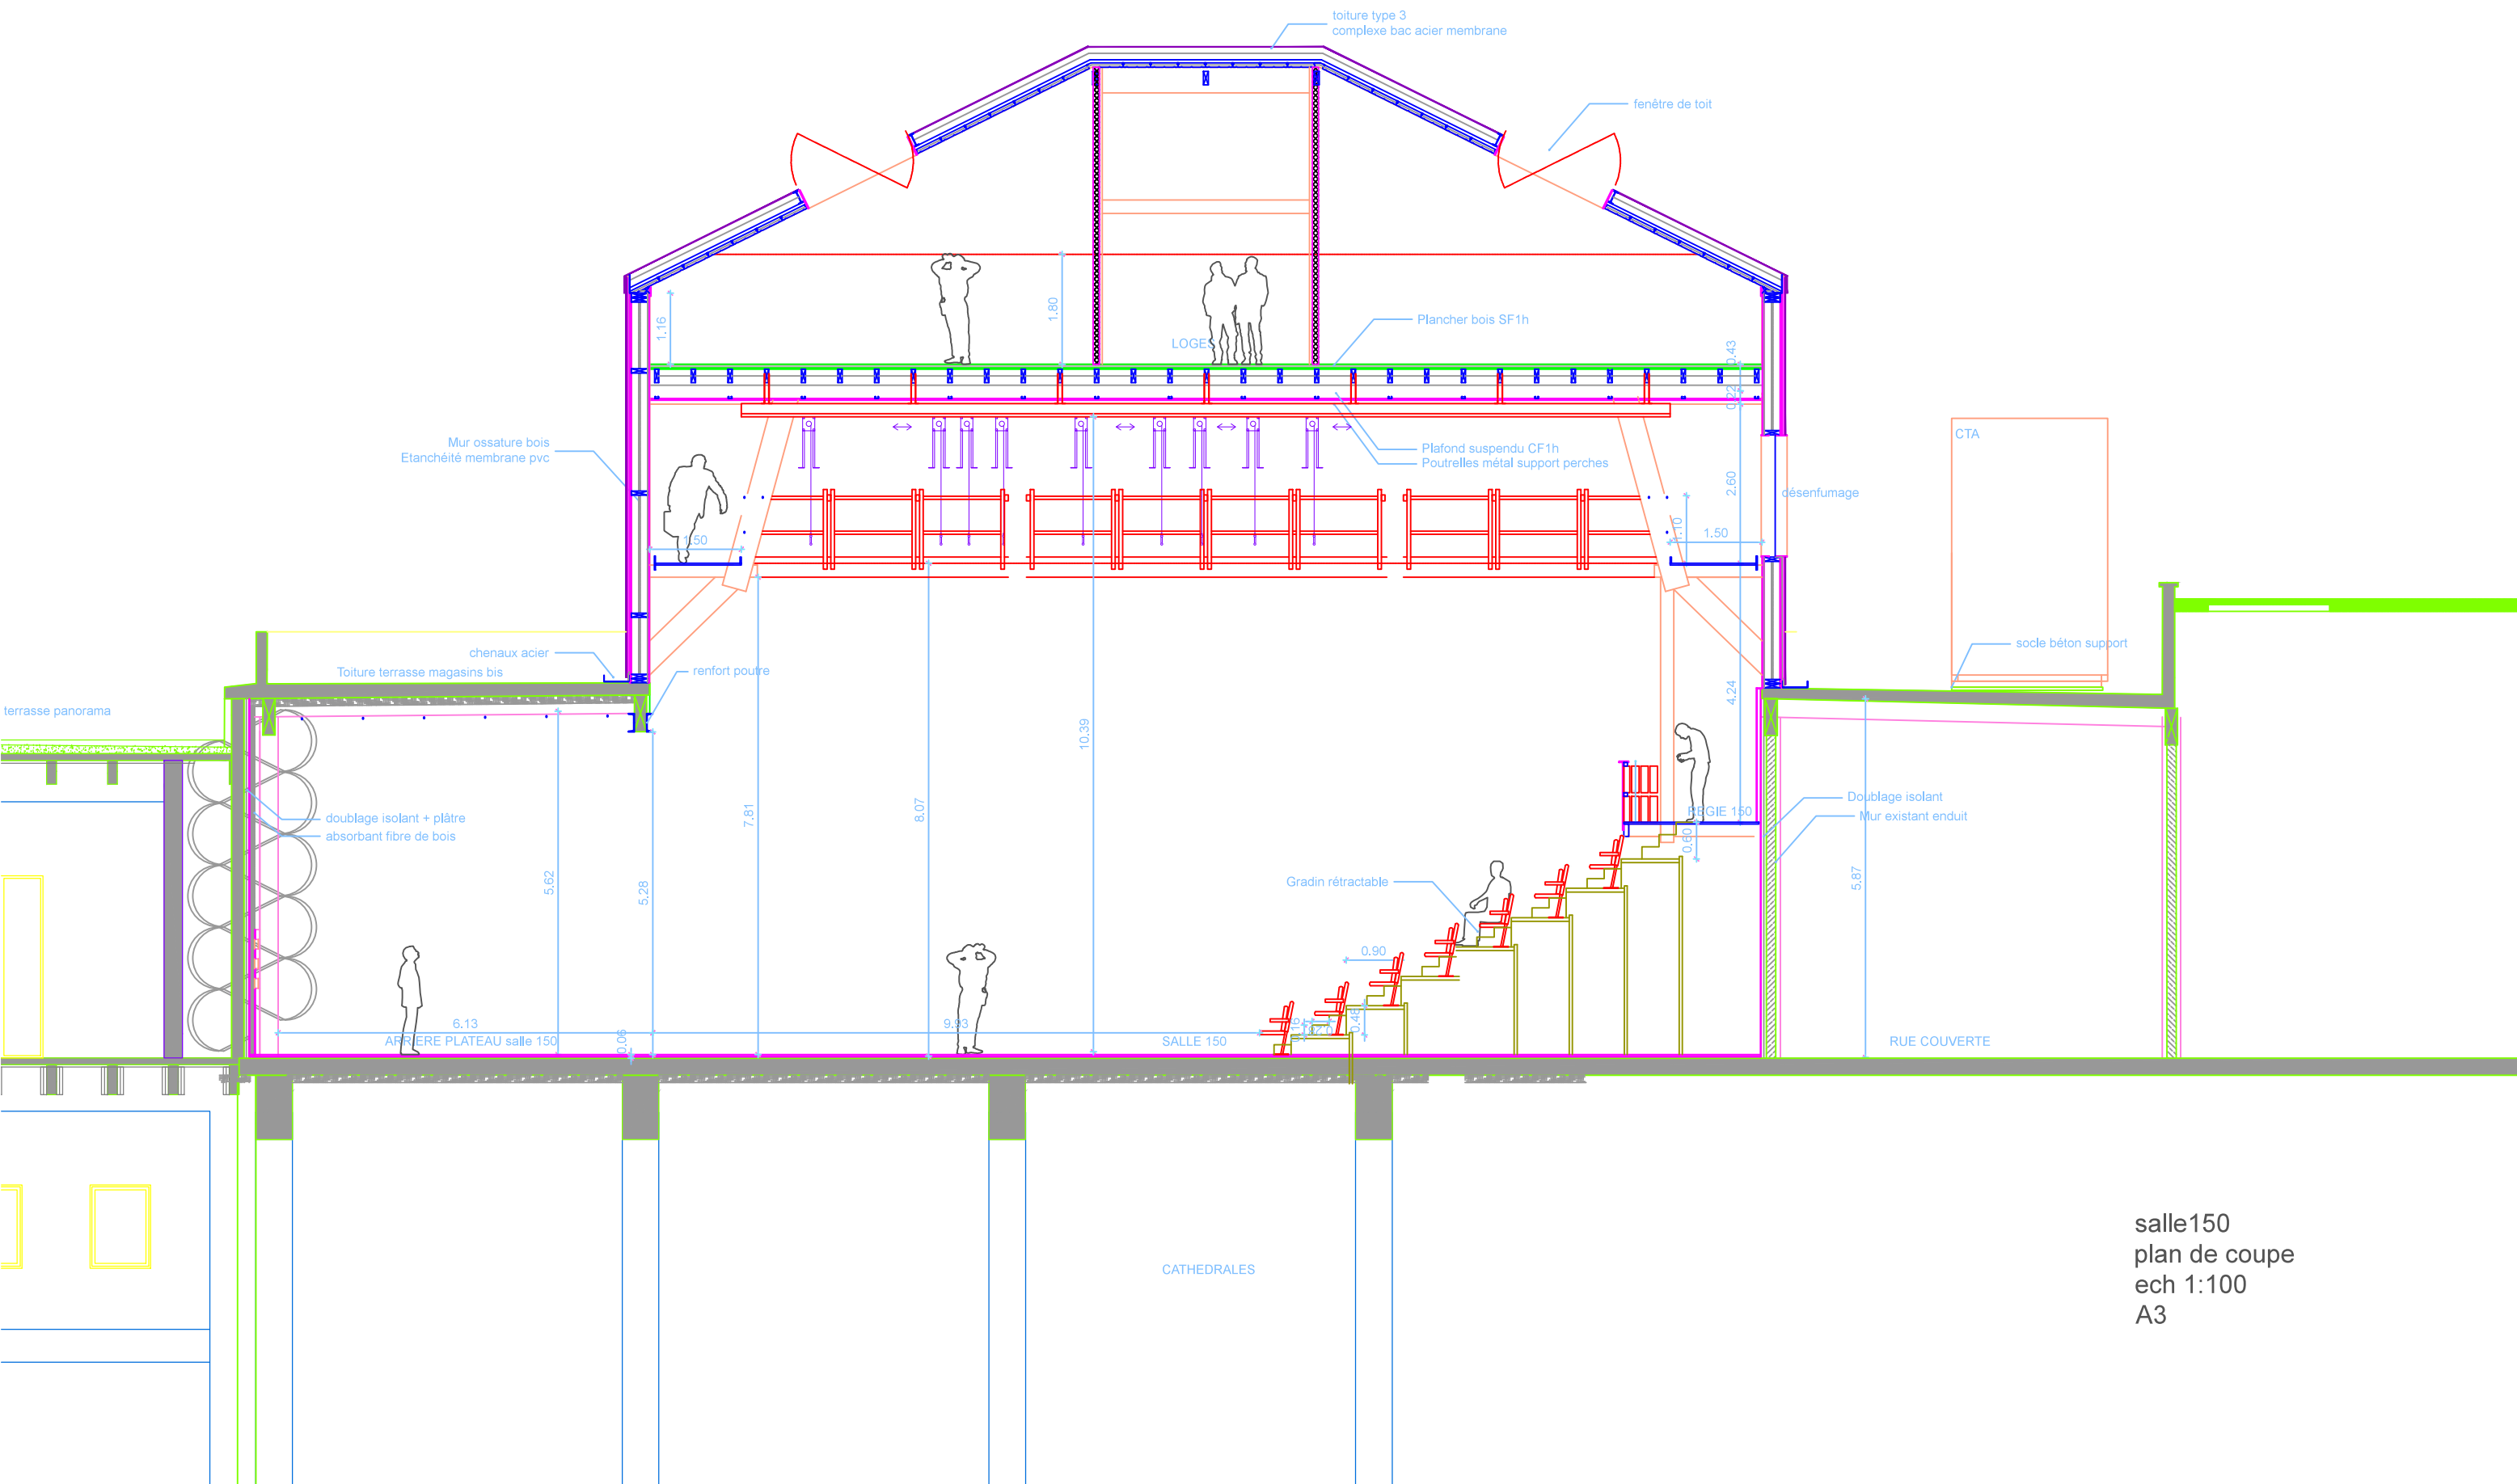 toiture type 3
complexe bac acier membrane
fenêtre de toit
1.16
1.80
LOGES
Plancher bois SF1h
0.43
0.22
Mur ossature bois
Etanchéité membrane pvc
Plafond suspendu CF1h
Poutrelles métal support perches
CTA
2.60
désenfumage
1.50
1.10
1.50
chenaux acier
Toiture terrasse magasins bis
renfort poutre
socle béton support
terrasse panorama
4.24
10.39
7.81
8.07
doublage isolant + plâtre
absorbant fibre de bois
REGIE 150
Doublage isolant
Mur existant enduit
0.60
5.62
5.28
Gradin rétractable
5.87
0.90
6.13
9.93
0.16
0.48
0.06
ARRIERE PLATEAU salle 150
SALLE 150
RUE COUVERTE
CATHEDRALES
salle150
plan de coupe
ech 1:100
A3